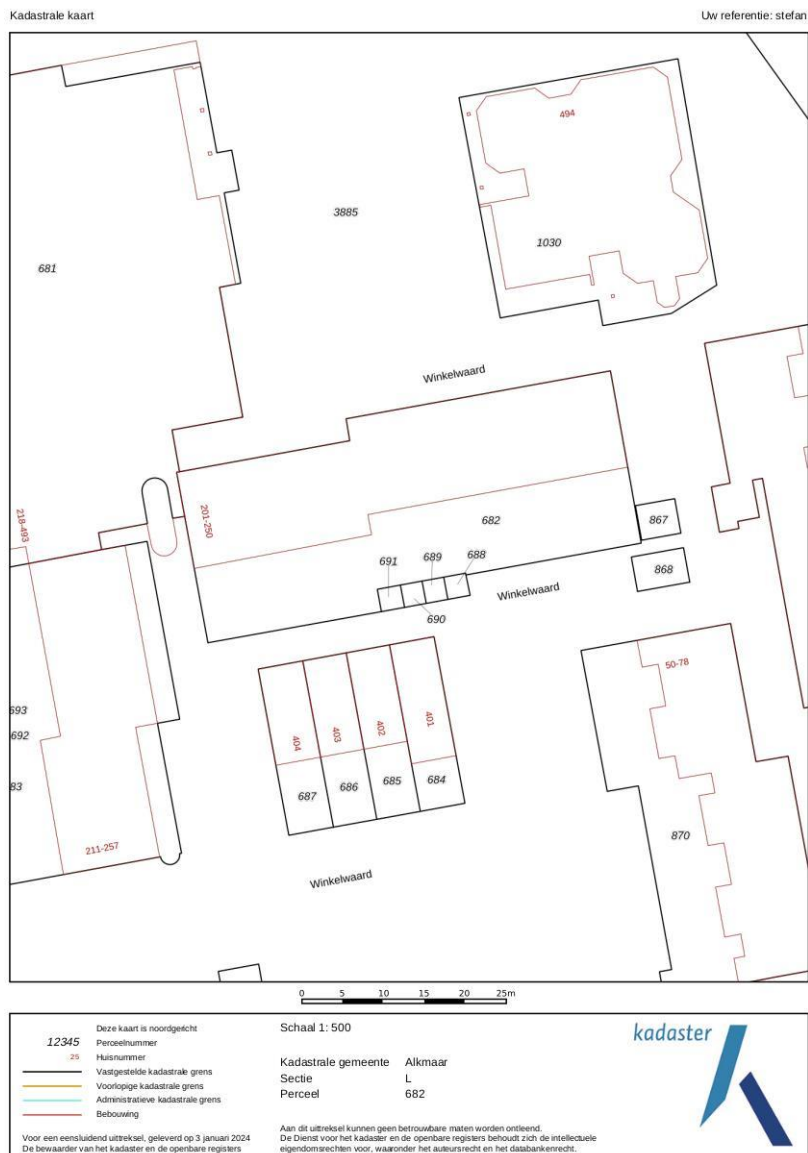 Kadastrale kaart
Uw referentie: stefan
494
3885
1030
681
Winkelwaard
218-493
201-250
682
867
691
689
688
868
Winkelwaard
690
50-78
693
692
404
403
402
401
83
687
686
685
684
870
211-257
Winkelwaard
0 5 10 15 20 25m
Deze kaart is noordgericht
12345 Perceelnummer
25 Huisnummer
Vastgestelde kadastrale grens
Voorlopige kadastrale grens
Administratieve kadastrale grens
Bebouwing
Voor een eensluidend uittreksel, geleverd op 3 januari 2024
De bewaarder van het kadaster en de openbare registers
Schaal 1: 500
Kadastrale gemeente Alkmaar
Sectie L
Perceel 682
Aan dit uittreksel kunnen geen betrouwbare maten worden ontleend.
De Dienst voor het kadaster en de openbare registers behoudt zich de intellectuele
eigendomsrechten voor, waaronder het auteursrecht en het databankenrecht.
kadaster